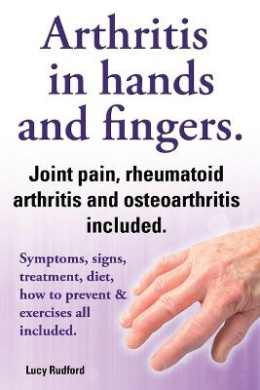 Arthritis
in hands
and fingers.
Joint pain, rheumatoid
arthritis and osteoarthritis
included.
Symptoms, signs,
treatment, diet,
how to prevent &
exercises all
included.
Lucy Rudford